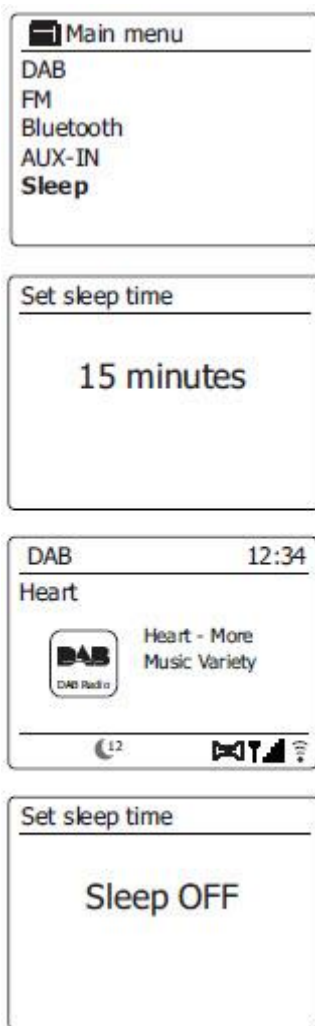 Main menu
DAB
FM
Bluetooth
AUX-IN
Sleep
Set sleep time
15 minutes
DAB 12:34
Heart
Heart - More
Music Variety
DAB
DAB Radio
12
Set sleep time
Sleep OFF